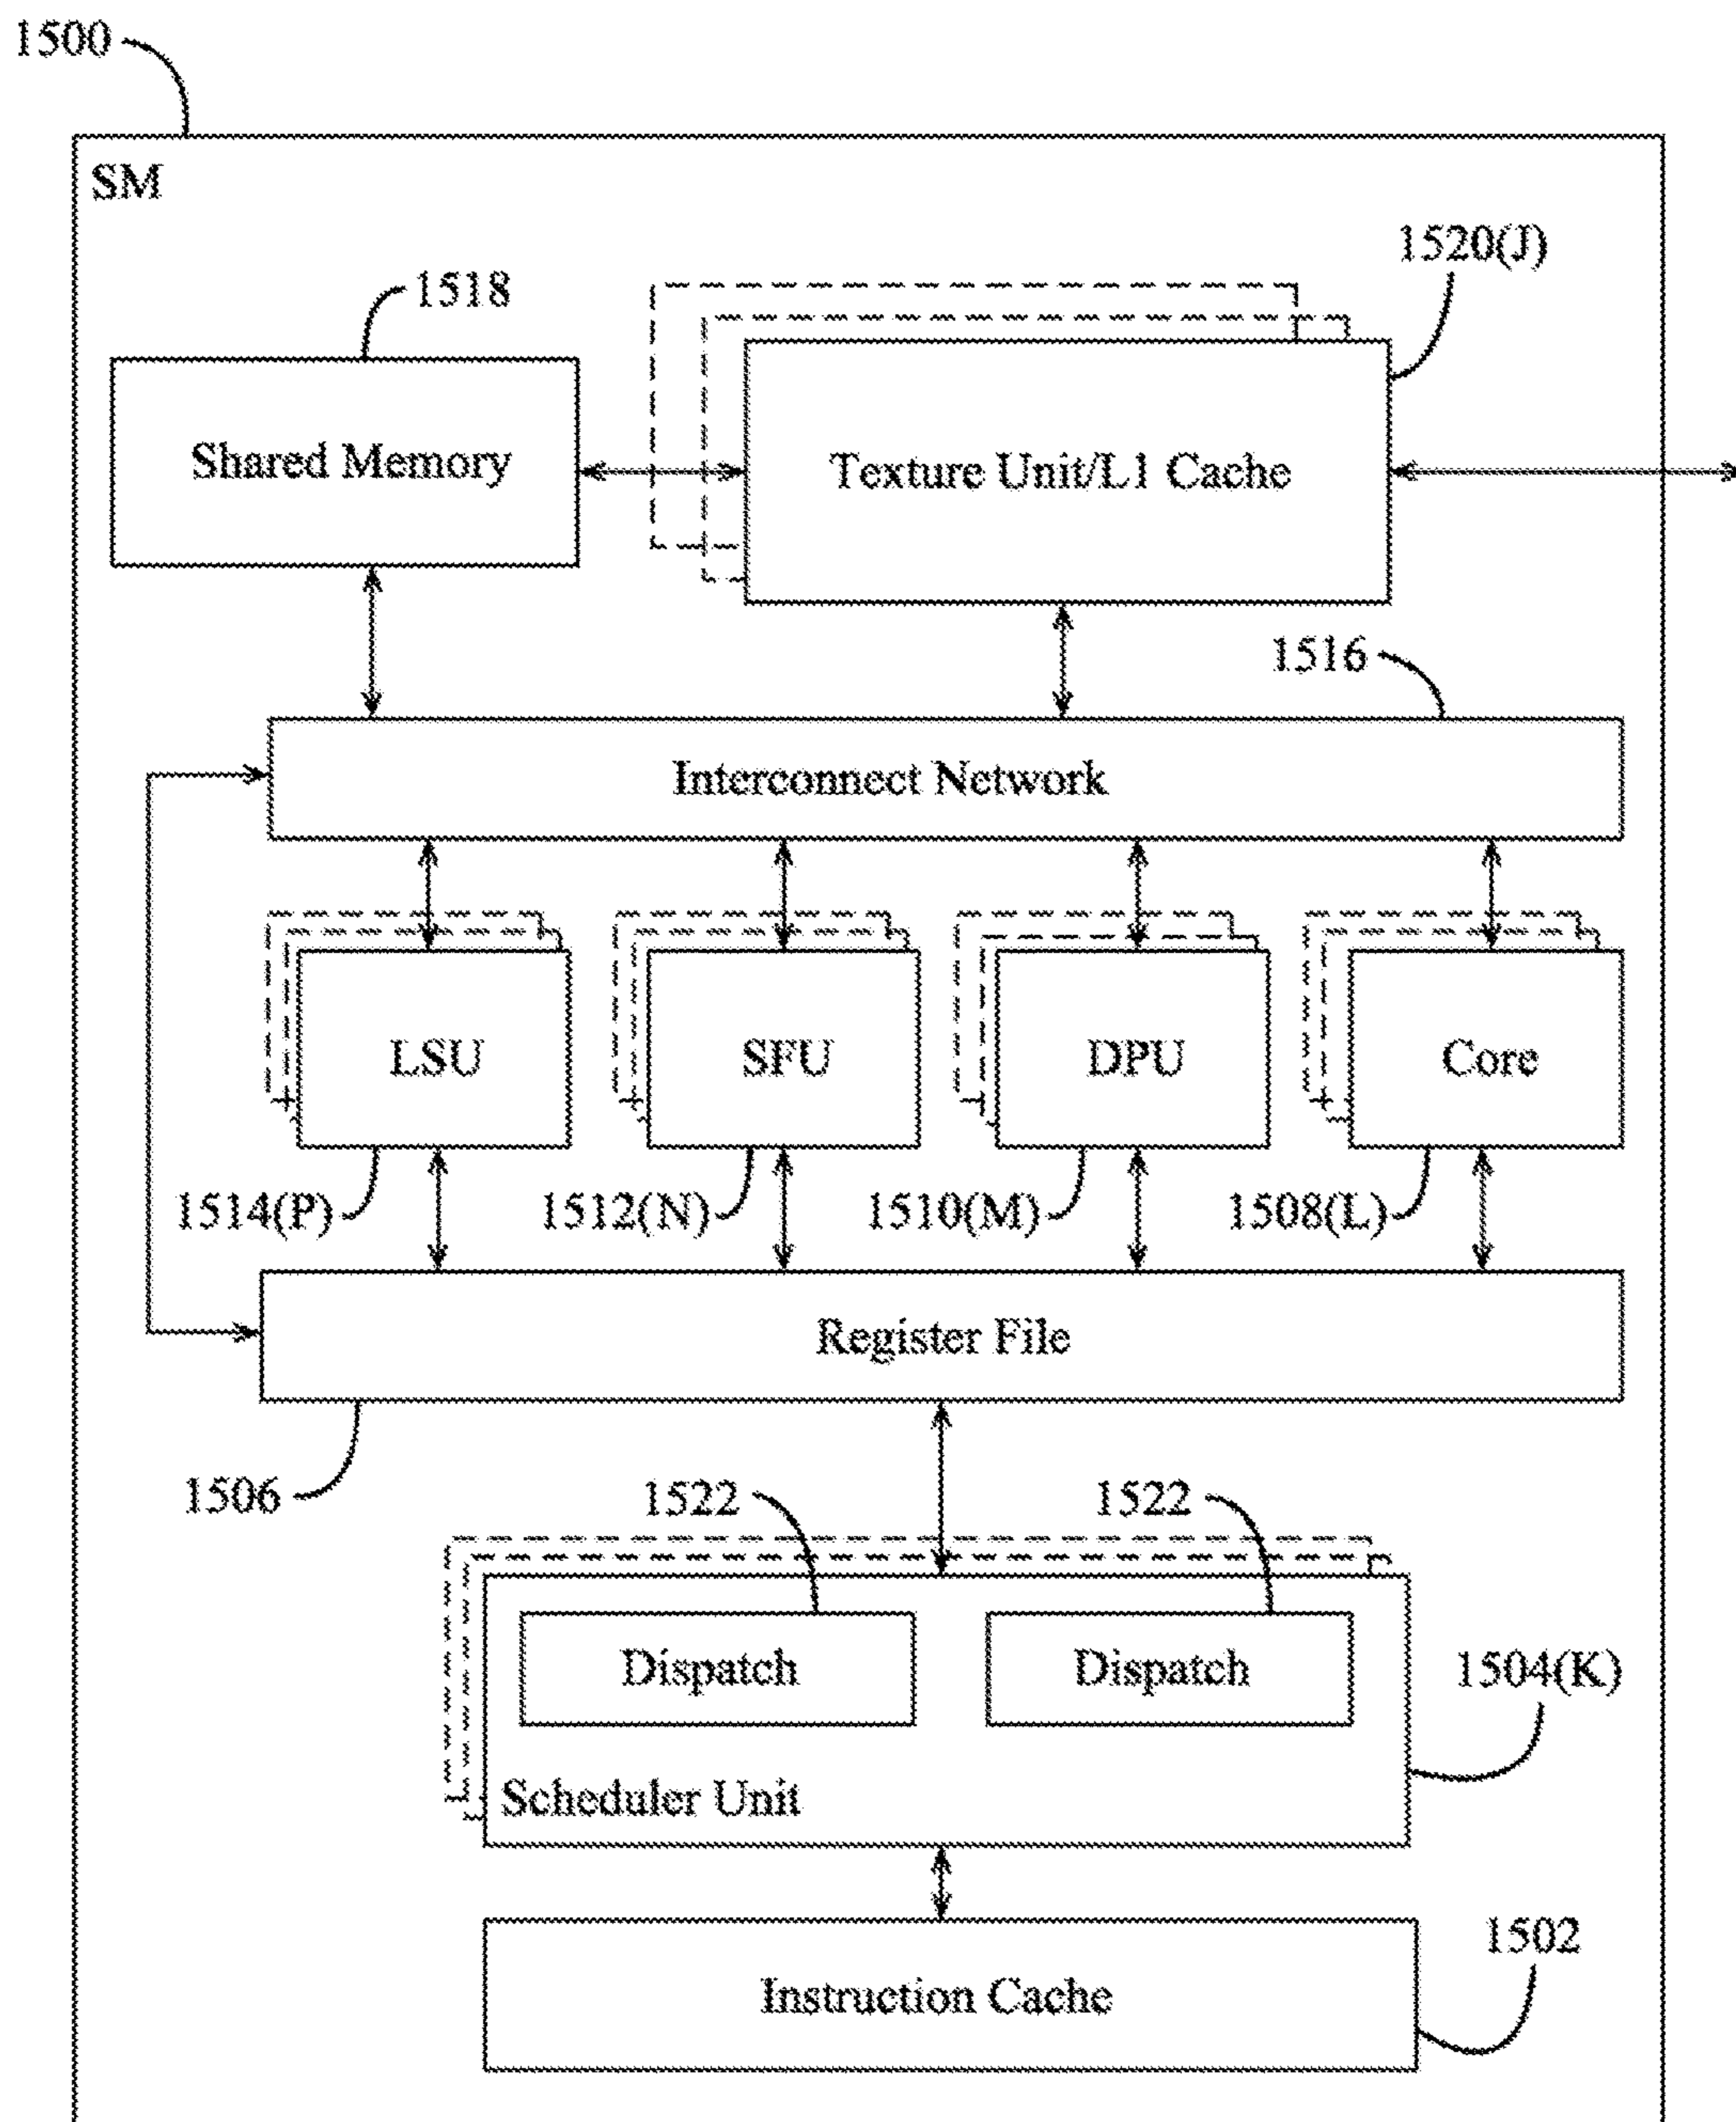 1500
SM
1520(J)
1518
Shared Memory
Texture Unit/L1 Cache
1516
Interconnect Network
LSU
SFU
DPU
Core
1514(P)
1512(N)
1510(M)
1508(L)
Register File
1506
1522
1522
Dispatch
Dispatch
1504(K)
Scheduler Unit
1502
Instruction Cache